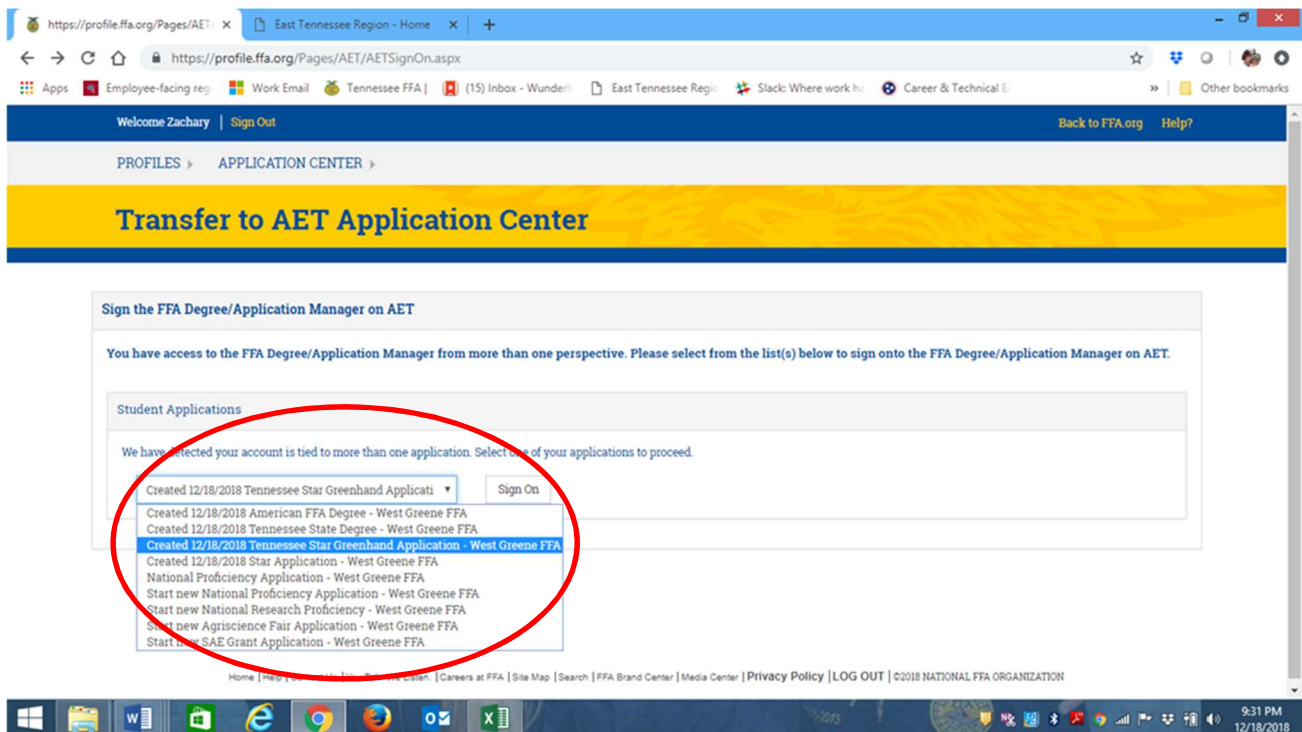 https://profile.ffa.org/Pages/AET/
East Tennessee Region - Home
https://profile.ffa.org/Pages/AET/AETSignOn.aspx
Apps Employee-facing reg Work Email Tennessee FFA | (15) Inbox - Wunderli East Tennessee Regio Slack: Where work ha Career & Technical E » Other bookmarks
Welcome Zachary | Sign Out Back to FFA.org Help?
PROFILES APPLICATION CENTER
Transfer to AET Application Center
Sign the FFA Degree/Application Manager on AET
You have access to the FFA Degree/Application Manager from more than one perspective. Please select from the list(s) below to sign onto the FFA Degree/Application Manager on AET.
Student Applications
We have detected your account is tied to more than one application. Select one of your applications to proceed.
Created 12/18/2018 Tennessee Star Greenhand Applicati Sign On
Created 12/18/2018 American FFA Degree - West Greene FFA
Created 12/18/2018 Tennessee State Degree - West Greene FFA
Created 12/18/2018 Tennessee Star Greenhand Application - West Greene FFA
Created 12/18/2018 Star Application - West Greene FFA
National Proficiency Application - West Greene FFA
Start new National Proficiency Application - West Greene FFA
Start new National Research Proficiency - West Greene FFA
Start new Agriscience Fair Application - West Greene FFA
Start new SAE Grant Application - West Greene FFA
Home | Help | Listen. | Careers at FFA | Site Map | Search | FFA Brand Center | Media Center | Privacy Policy | LOG OUT | ©2018 NATIONAL FFA ORGANIZATION
9:31 PM
12/18/2018